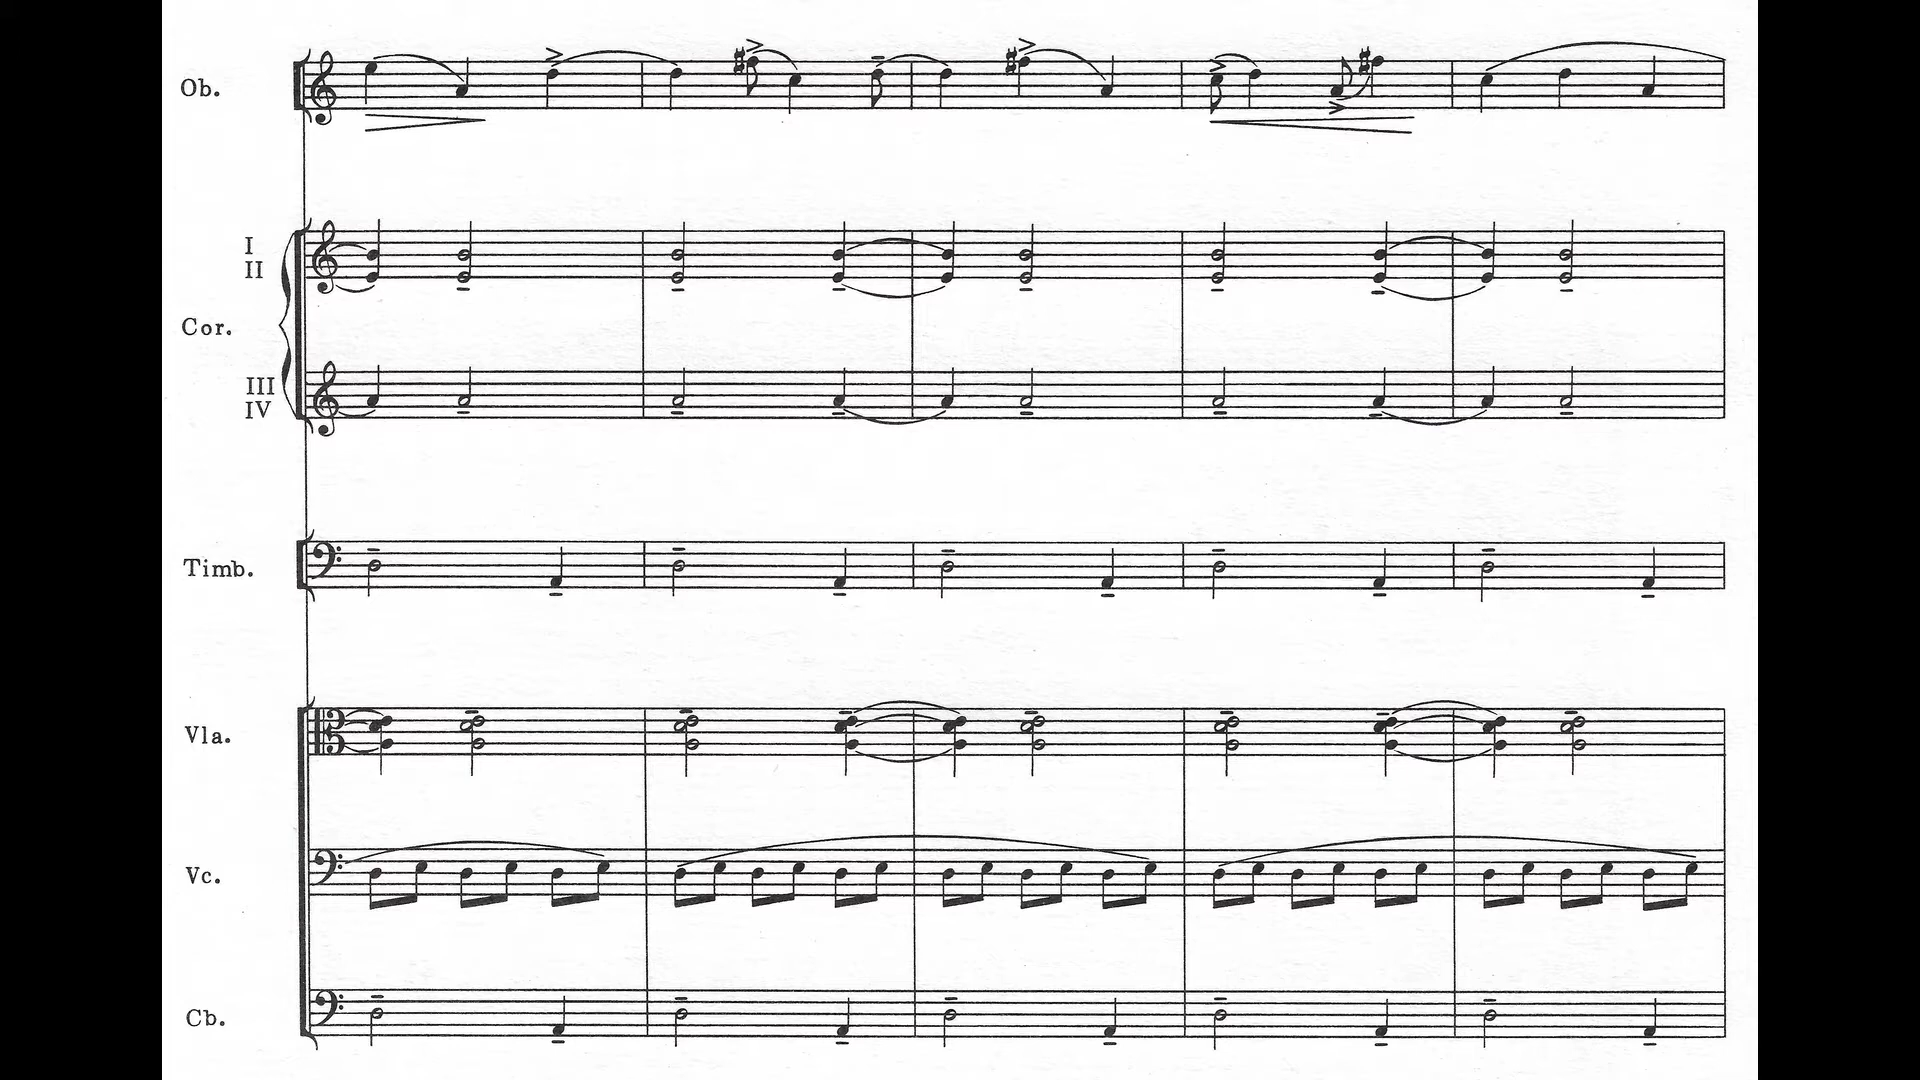 Ob.
I
II
Cor.
III
IV
Timb.
Vla.
Vc.
Cb.